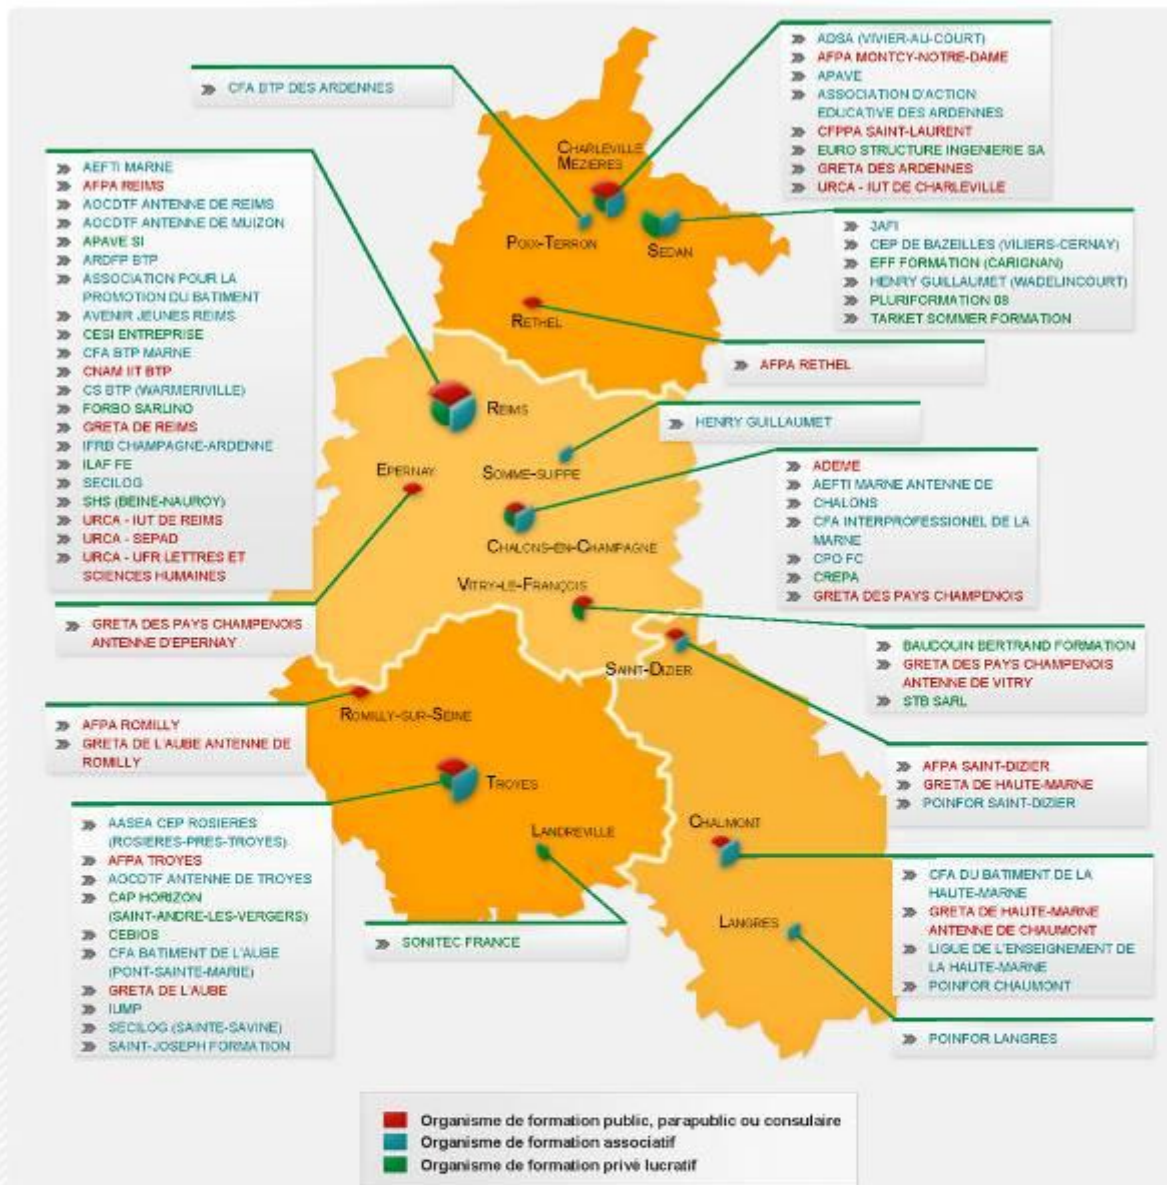 CFA BTP DES ARDENNES
ADSA (VIVIER-AU-COURT)
AFPA MONTCY-NOTRE-DAME
APAVE
ASSOCIATION D'ACTION
EDUCATIVE DES ARDENNES
CFPPA SAINT-LAURENT
EURO STRUCTURE INGENIERIE SA
GRETA DES ARDENNES
URCA - IUT DE CHARLEVILLE
CHARLEVILLE
MEZIERES
POIX-TERRON
SEDAN
RETHEL
JAFI
CEP DE BAZEILLES (VILIERS-CERNAY)
EFF FORMATION (CARIGNAN)
HENRY GUILLAUMET (WADELINCOURT)
PLURIFORMATION 08
TARKET SOMMER FORMATION
AFPA RETHEL
AEFTI MARNE
AFPA REIMS
AOCDTF ANTENNE DE REIMS
AOCDTF ANTENNE DE MUIZON
APAVE SI
ARDFP BTP
ASSOCIATION POUR LA
PROMOTION DU BATIMENT
AVENIR JEUNES REIMS
CESI ENTREPRISE
CFA BTP MARNE
CNAM IIT BTP
CS BTP (WARMERIVILLE)
FORBO SARLINO
GRETA DE REIMS
IFRB CHAMPAGNE-ARDENNE
ILAF FE
SECILOG
SHS (BEINE-NAUROY)
URCA - IUT DE REIMS
URCA - SEPAD
URCA - UFR LETTRES ET
SCIENCES HUMAINES
REIMS
EPERNAY
SOMME-SUIPPE
CHALONS-EN-CHAMPAGNE
VITRY-LE-FRANÇOIS
HENRY GUILLAUMET
ADEME
AEFTI MARNE ANTENNE DE
CHALONS
CFA INTERPROFESSIONEL DE LA
MARNE
CPO FC
CREPA
GRETA DES PAYS CHAMPENOIS
GRETA DES PAYS CHAMPENOIS
ANTENNE D'EPERNAY
BAUDOUIN BERTRAND FORMATION
GRETA DES PAYS CHAMPENOIS
ANTENNE DE VITRY
STB SARL
SAINT-DIZIER
ROMILLY-SUR-SEINE
AFPA ROMILLY
GRETA DE L'AUBE ANTENNE DE
ROMILLY
AFPA SAINT-DIZIER
GRETA DE HAUTE-MARNE
POINFOR SAINT-DIZIER
TROYES
LANDREVILLE
CHAUMONT
LANGRES
AASEA CEP ROSIERES
(ROSIERES-PRES-TROYES)
AFPA TROYES
AOCDTF ANTENNE DE TROYES
CAP HORIZON
(SAINT-ANDRE-LES-VERGERS)
CEBIOS
CFA BATIMENT DE L'AUBE
(PONT-SAINTE-MARIE)
GRETA DE L'AUBE
IUMP
SECILOG (SAINTE-SAVINE)
SAINT-JOSEPH FORMATION
SONITEC FRANCE
CFA DU BATIMENT DE LA
HAUTE-MARNE
GRETA DE HAUTE-MARNE
ANTENNE DE CHAUMONT
LIGUE DE L'ENSEIGNEMENT DE
LA HAUTE-MARNE
POINFOR CHAUMONT
POINFOR LANGRES
Organisme de formation public, parapublic ou consulaire
Organisme de formation associatif
Organisme de formation privé lucratif